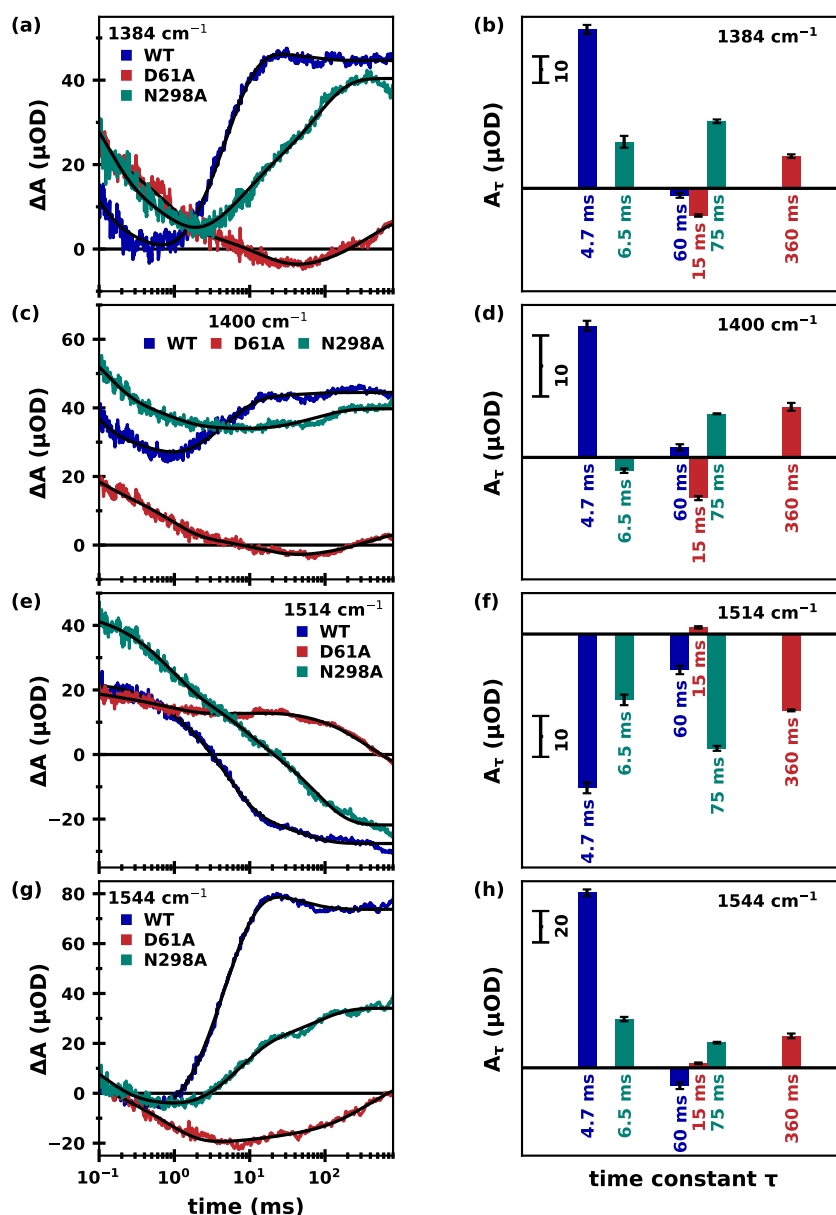 (a)
1384 cm⁻¹
WT
D61A
N298A
ΔA (μOD)
40
20
0
(b)
1384 cm⁻¹
10
A_τ
4.7 ms
6.5 ms
60 ms
15 ms
75 ms
360 ms
(c)
1400 cm⁻¹
WT D61A N298A
ΔA (μOD)
60
40
20
0
(d)
1400 cm⁻¹
10
A_τ
4.7 ms
6.5 ms
60 ms
15 ms
75 ms
360 ms
(e)
1514 cm⁻¹
WT
D61A
N298A
ΔA (μOD)
40
20
0
−20
(f)
1514 cm⁻¹
10
A_τ
4.7 ms
6.5 ms
60 ms
15 ms
75 ms
360 ms
(g)
1544 cm⁻¹
WT
D61A
N298A
ΔA (μOD)
80
60
40
20
0
−20
10⁻¹ 10⁰ 10¹ 10²
time (ms)
(h)
1544 cm⁻¹
20
A_τ
4.7 ms
6.5 ms
60 ms
15 ms
75 ms
360 ms
time constant τ